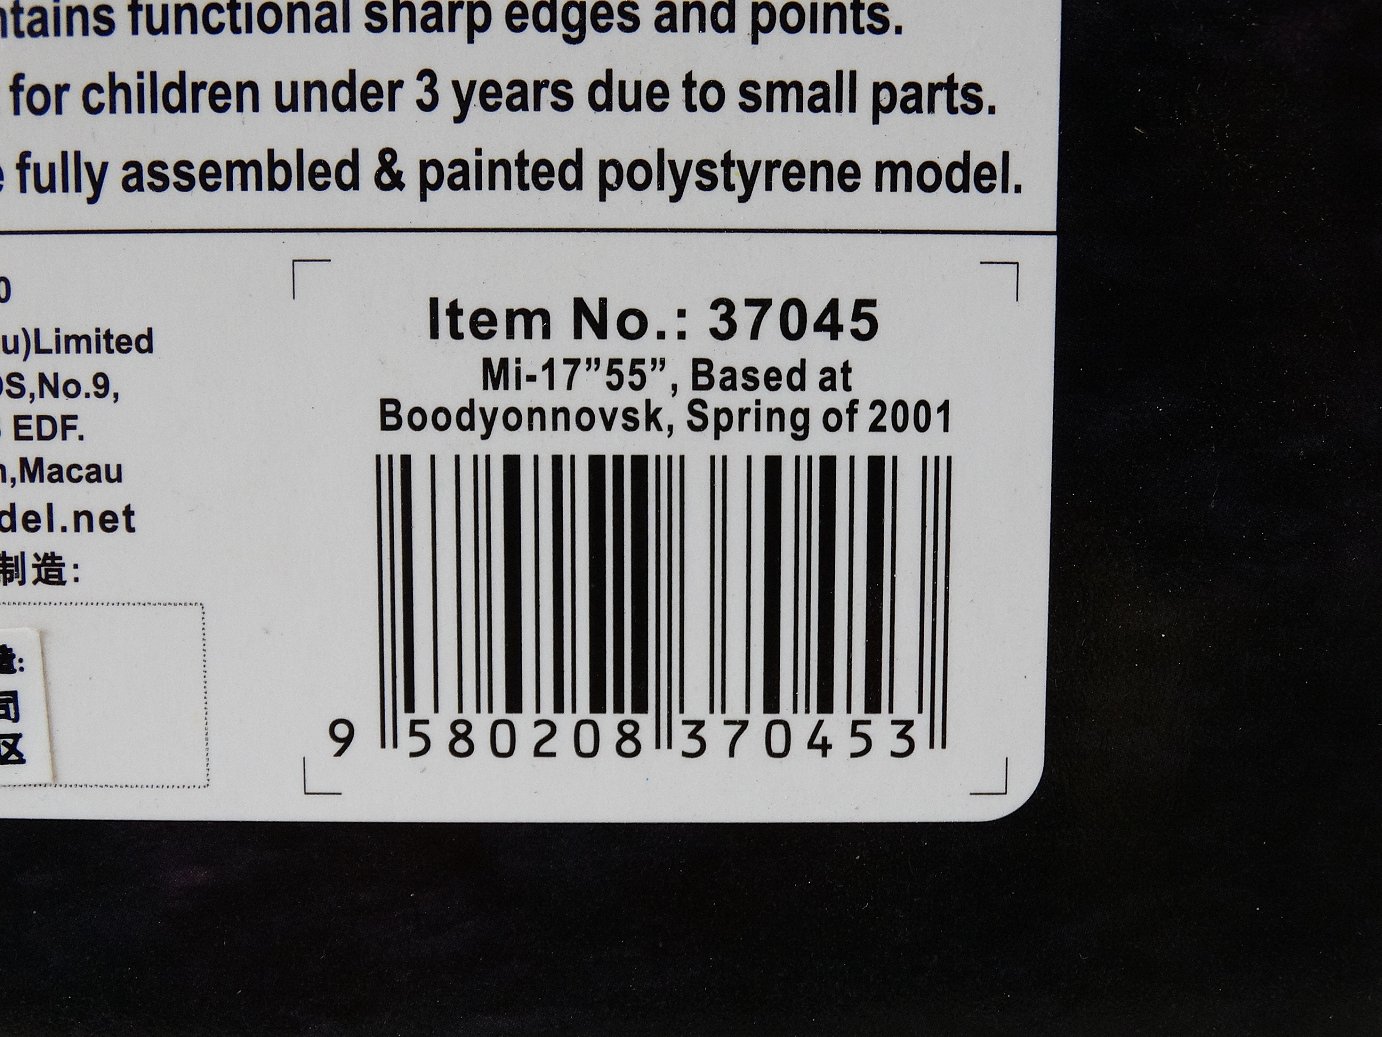 functional sharp edges and points.
for children under 3 years due to small parts.
fully assembled & painted polystyrene model.
0
u)Limited
S,No.9,
EDF.
,Macau
del.net
制造:
造:
司
区
Item No.: 37045
Mi-17”55”, Based at
Boodyonnovsk, Spring of 2001
9 580208 370453